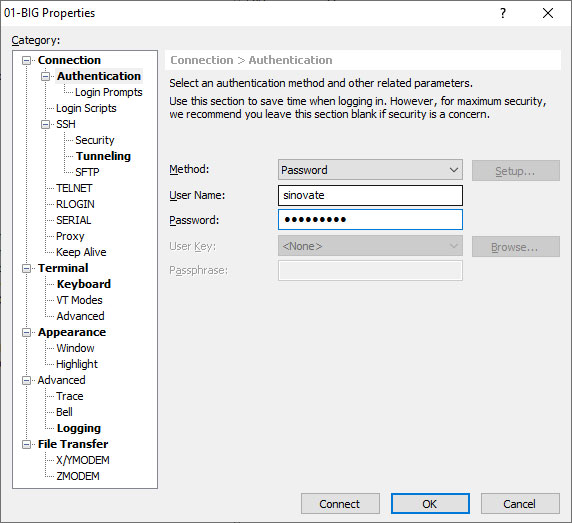 01-BIG Properties
?
Category:
Connection
Authentication
Login Prompts
Login Scripts
SSH
Security
Tunneling
SFTP
TELNET
RLOGIN
SERIAL
Proxy
Keep Alive
Terminal
Keyboard
VT Modes
Advanced
Appearance
Window
Highlight
Advanced
Trace
Bell
Logging
File Transfer
X/YMODEM
ZMODEM
Connection > Authentication
Select an authentication method and other related parameters.
Use this section to save time when logging in. However, for maximum security,
we recommend you leave this section blank if security is a concern.
Method: Password Setup...
User Name: sinovate
Password: ●●●●●●●●●
User Key: <None> Browse...
Passphrase:
Connect OK Cancel